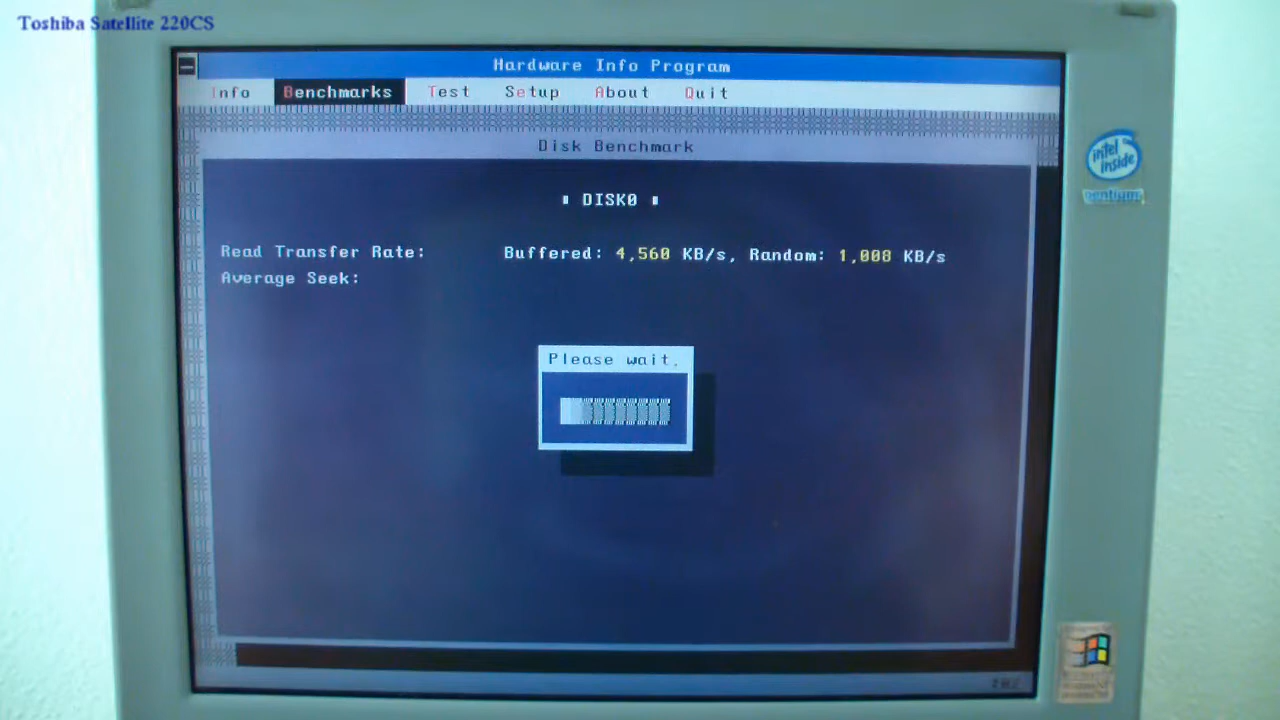 Toshiba Satellite 220CS
Hardware Info Program
Info Benchmarks Test Setup About Quit
Disk Benchmark
DISK0
Read Transfer Rate: Buffered: 4,560 KB/s, Random: 1,008 KB/s
Average Seek:
Please wait.
intel
inside
pentium